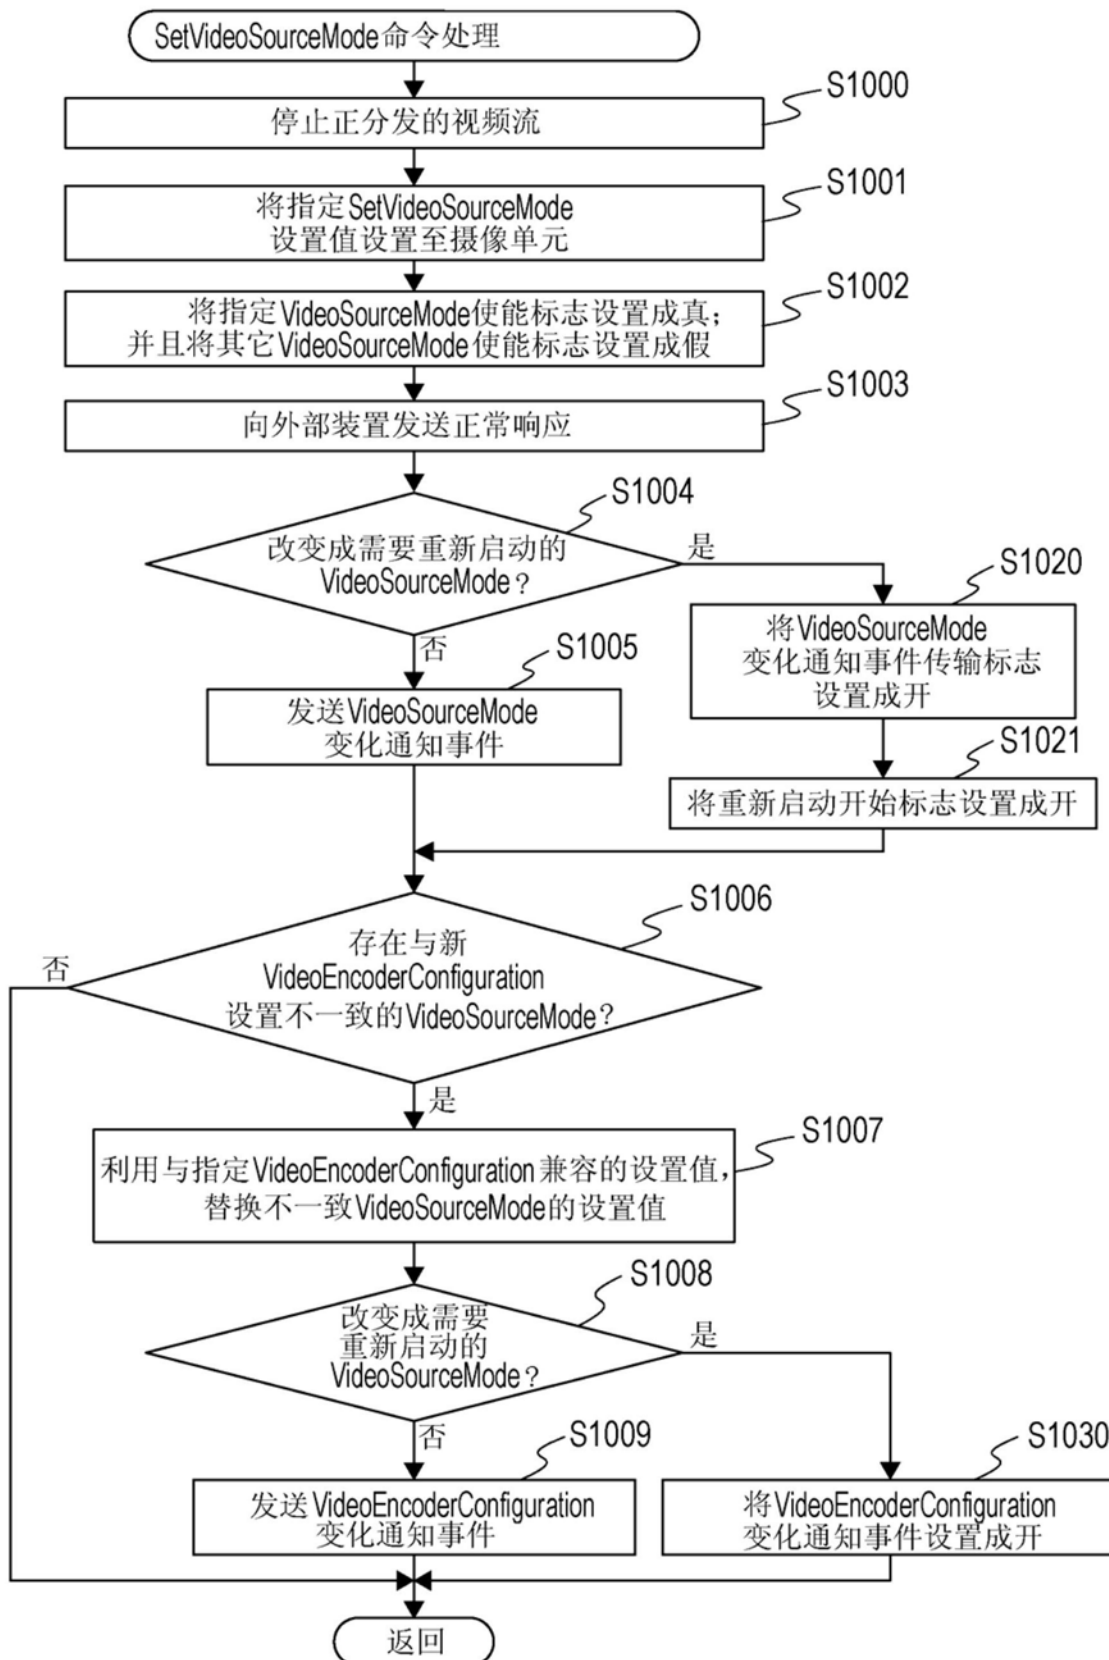 SetVideoSourceMode命令处理
S1000
停止正分发的视频流
S1001
将指定SetVideoSourceMode
设置值设置至摄像单元
S1002
将指定VideoSourceMode使能标志设置成真；
并且将其它VideoSourceMode使能标志设置成假
S1003
向外部装置发送正常响应
S1004
改变成需要重新启动的
VideoSourceMode？
是
否
S1020
将VideoSourceMode
变化通知事件传输标志
设置成开
S1005
发送VideoSourceMode
变化通知事件
S1021
将重新启动开始标志设置成开
S1006
存在与新
VideoEncoderConfiguration
设置不一致的VideoSourceMode？
否
是
S1007
利用与指定VideoEncoderConfiguration兼容的设置值，
替换不一致VideoSourceMode的设置值
S1008
改变成需要
重新启动的
VideoSourceMode？
是
否
S1009
发送VideoEncoderConfiguration
变化通知事件
S1030
将VideoEncoderConfiguration
变化通知事件设置成开
返回